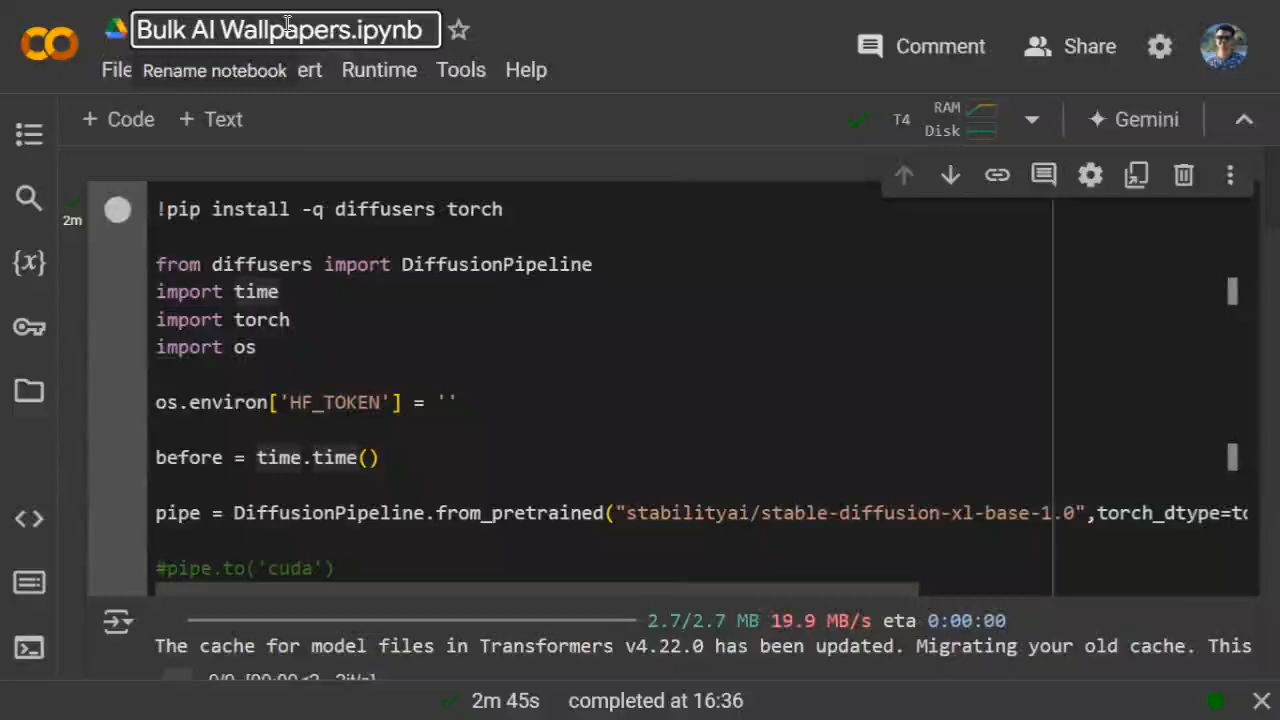 Bulk AI Wallpapers.ipynb
Comment
Share
File
Rename notebook
ert
Runtime
Tools
Help
+ Code
+ Text
T4
RAM
Disk
Gemini
2m
!pip install -q diffusers torch
from diffusers import DiffusionPipeline
import time
import torch
import os
os.environ['HF_TOKEN'] = ''
before = time.time()
pipe = DiffusionPipeline.from_pretrained("stabilityai/stable-diffusion-xl-base-1.0",torch_dtype=to
#pipe.to('cuda')
2.7/2.7 MB 19.9 MB/s eta 0:00:00
The cache for model files in Transformers v4.22.0 has been updated. Migrating your old cache. This
2m 45s
completed at 16:36